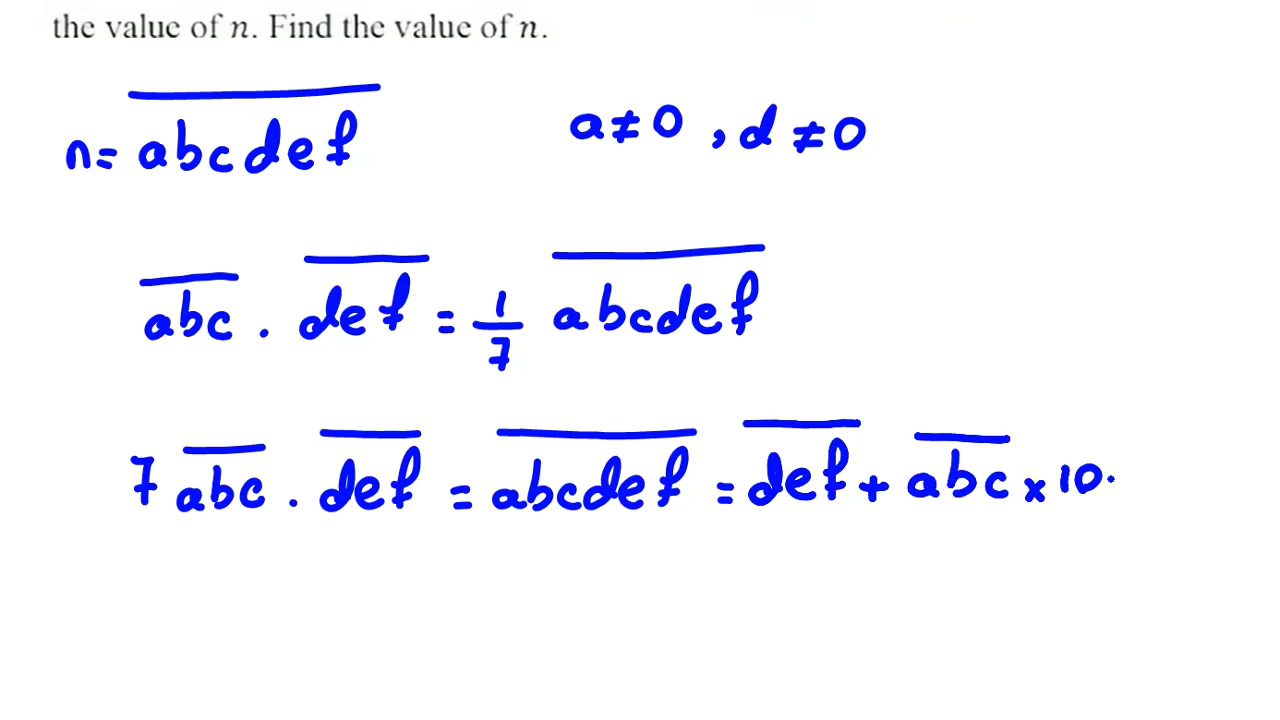 the value of n. Find the value of n.
n= abcdef a≠0 , d≠0
abc . def = 1/7 abcdef
7 abc . def = abcdef = def + abc × 10.